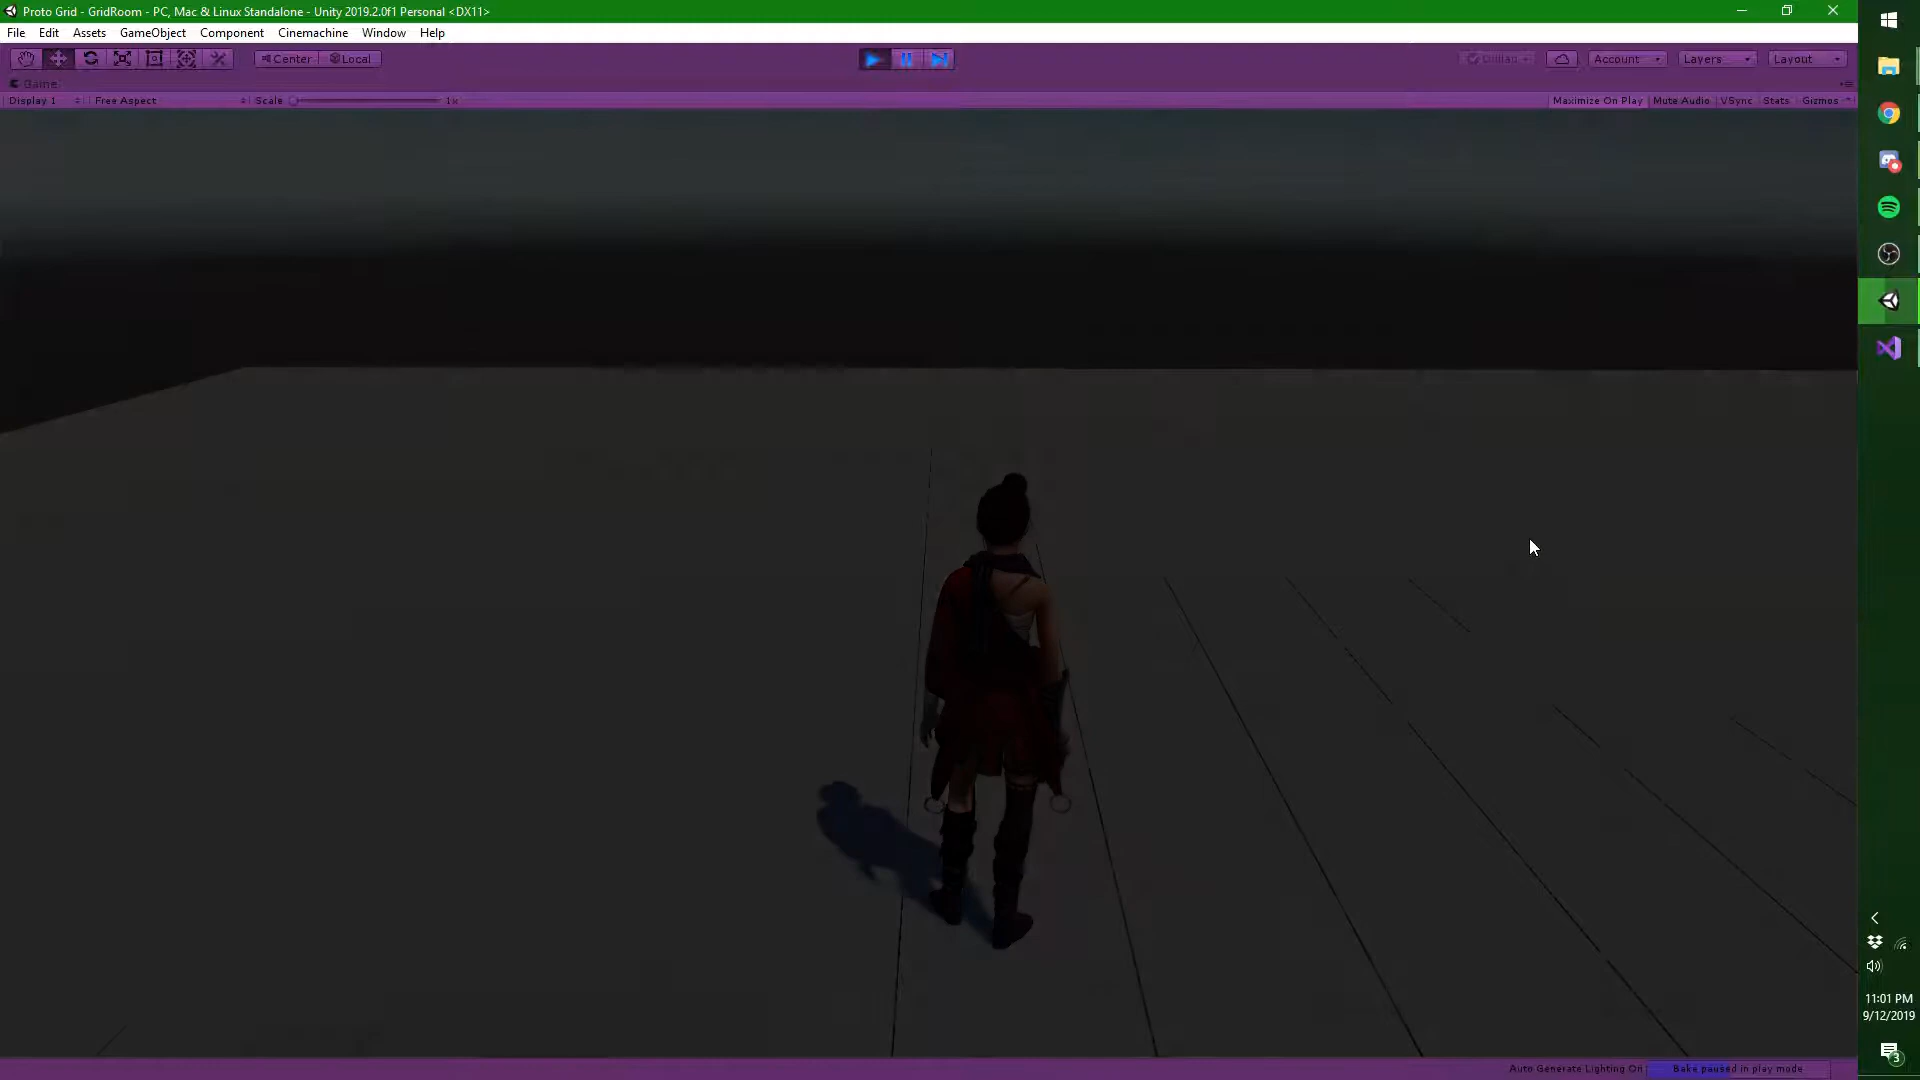 Proto Grid - GridRoom - PC, Mac & Linux Standalone - Unity 2019.2.0f1 Personal <DX11>
File Edit Assets GameObject Component Cinemachine Window Help
Center Local Collab Account Layers Layout
Game
Display 1 Free Aspect Scale 1x Maximize On Play Mute Audio VSync Stats Gizmos
11:01 PM
9/12/2019
3
Auto Generate Lighting On Bake paused in play mode